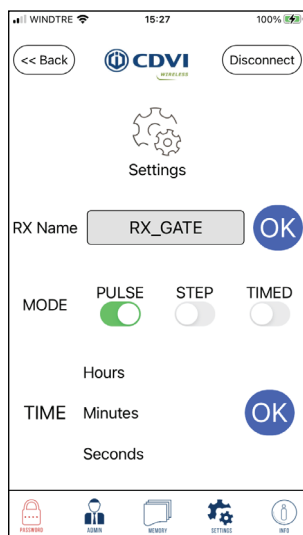 WINDTRE 15:27 100%
<< Back CDVI WIRELESS Disconnect
Settings
RX Name RX_GATE OK
PULSE STEP TIMED
MODE
Hours
TIME Minutes OK
Seconds
PASSWORD ADMIN MEMORY SETTINGS INFO